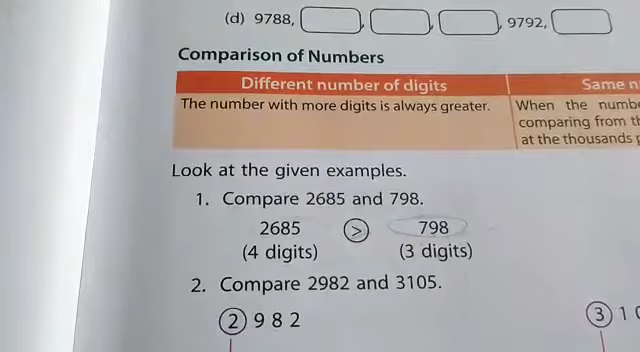 (d) 9788, , , , 9792,
Comparison of Numbers
Different number of digits
Same
The number with more digits is always greater.
When the
comparing from
at the thousands
Look at the given examples.
1. Compare 2685 and 798.
2685 > 798
(4 digits) (3 digits)
2. Compare 2982 and 3105.
2 9 8 2 3 1